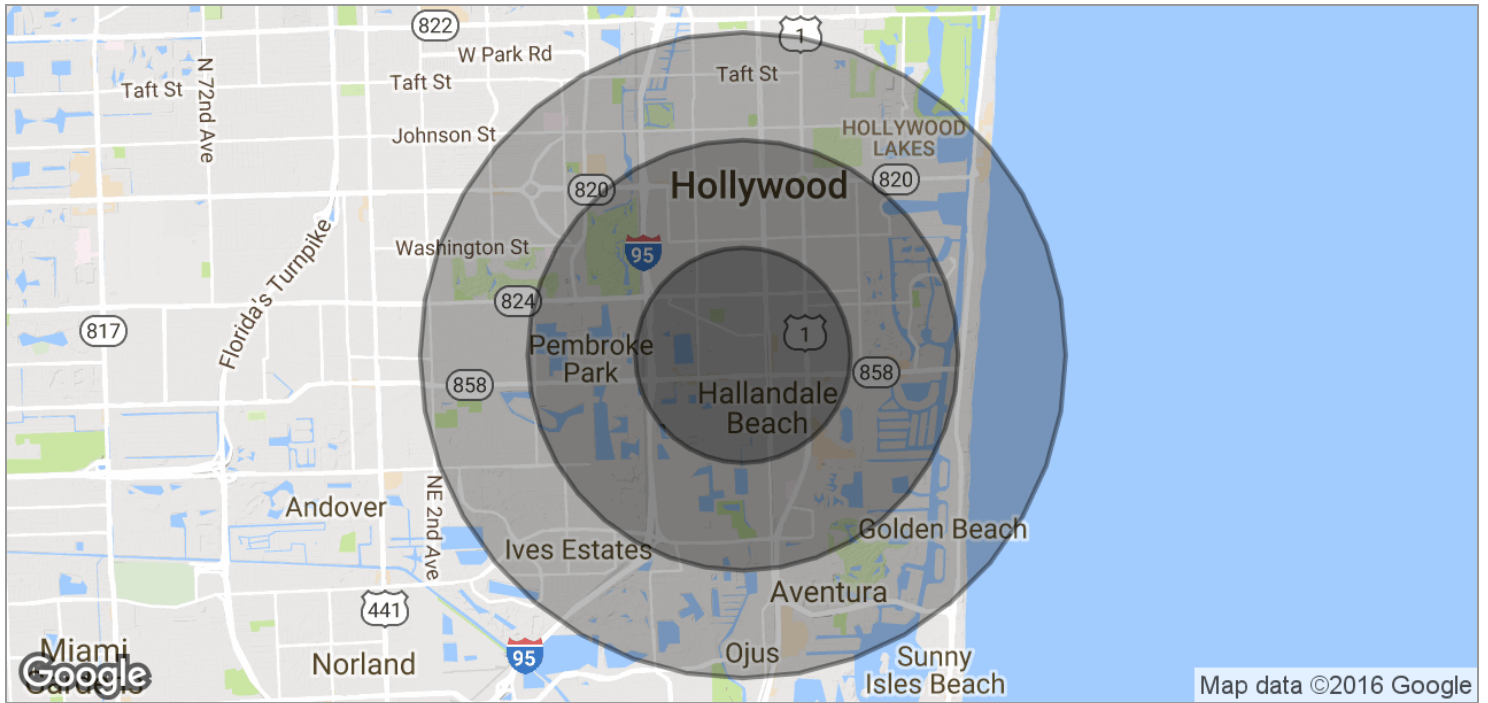 822
1
W Park Rd
Taft St
Taft St
Taft St
N 72nd Ave
Johnson St
HOLLYWOOD
LAKES
820
Hollywood
820
Washington St
95
Florida's Turnpike
824
817
1
Pembroke
Park
858
858
Hallandale
Beach
NE 2nd Ave
Andover
Golden Beach
Ives Estates
Aventura
441
Miami
Gardens
Google
Norland
95
Ojus
Sunny
Isles Beach
Map data ©2016 Google